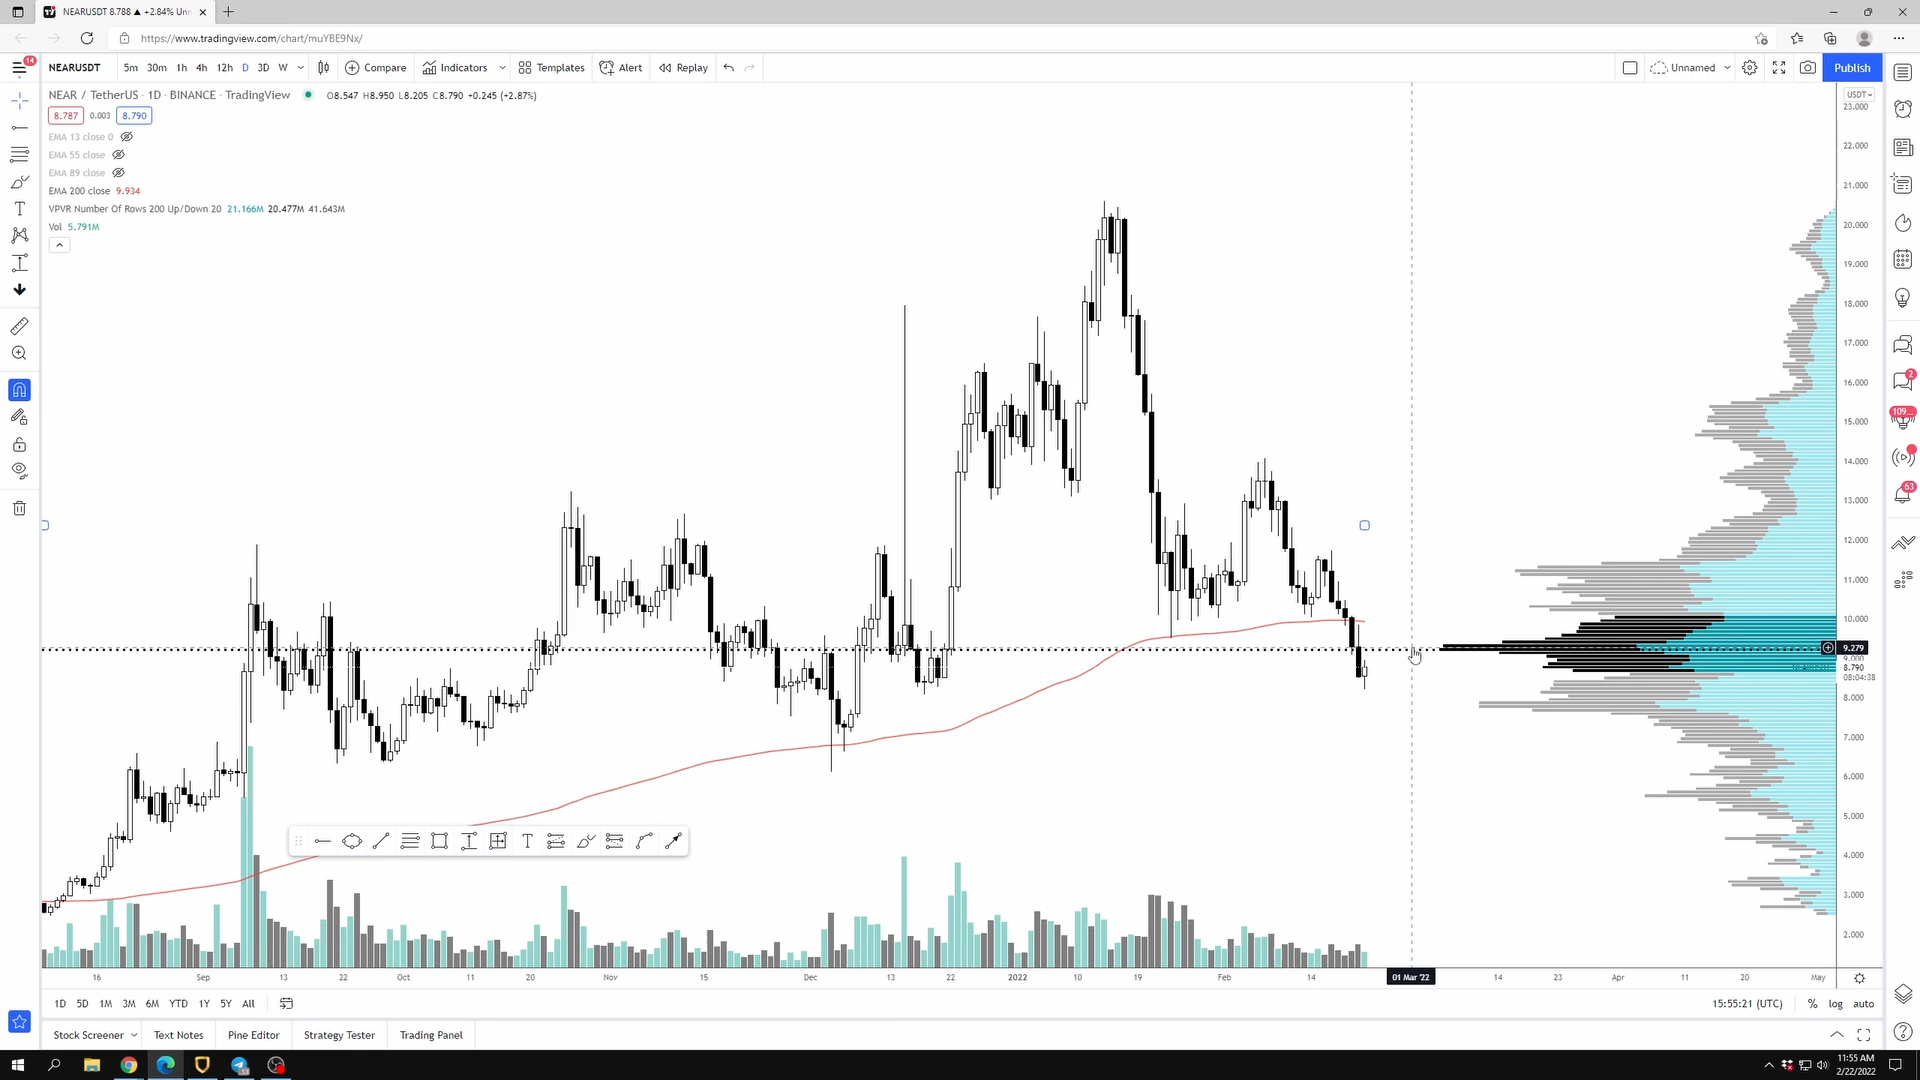 NEARUSDT 8.788 ▲ +2.84% Unn
https://www.tradingview.com/chart/muYBE9Nx/
14
NEARUSDT 5m 30m 1h 4h 12h D 3D W Compare Indicators Templates Alert Replay Unnamed Publish
NEAR / TetherUS · 1D · BINANCE · TradingView O8.547 H8.950 L8.205 C8.790 +0.245 (+2.87%)
USDT
8.787 0.003 8.790
EMA 13 close 0
EMA 55 close
EMA 89 close
EMA 200 close 9.934
VPVR Number Of Rows 200 Up/Down 20 21.166M 20.477M 41.643M
Vol 5.791M
23.000
22.000
21.000
20.000
19.000
18.000
17.000
16.000
15.000
14.000
13.000
12.000
11.000
10.000
9.279
9.000
8.790
08:04:38
8.000
7.000
6.000
5.000
4.000
3.000
2.000
2
109...
63
16 Sep 13 22 Oct 11 20 Nov 15 Dec 13 22 2022 10 19 Feb 14 01 Mar '22 14 23 Apr 11 20 May
1D 5D 1M 3M 6M YTD 1Y 5Y All 15:55:21 (UTC) % log auto
Stock Screener Text Notes Pine Editor Strategy Tester Trading Panel
11:55 AM
2/22/2022